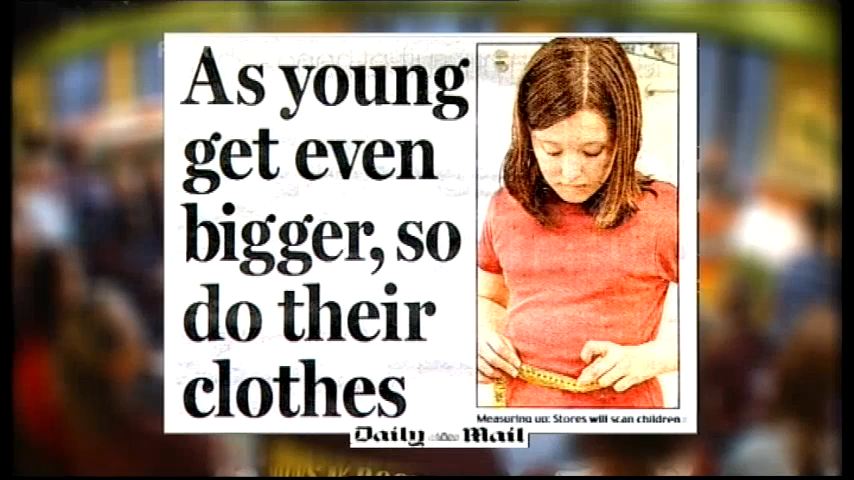 As young
get even
bigger, so
do their
clothes
Measuring up: Stores will scan children
Daily Mail